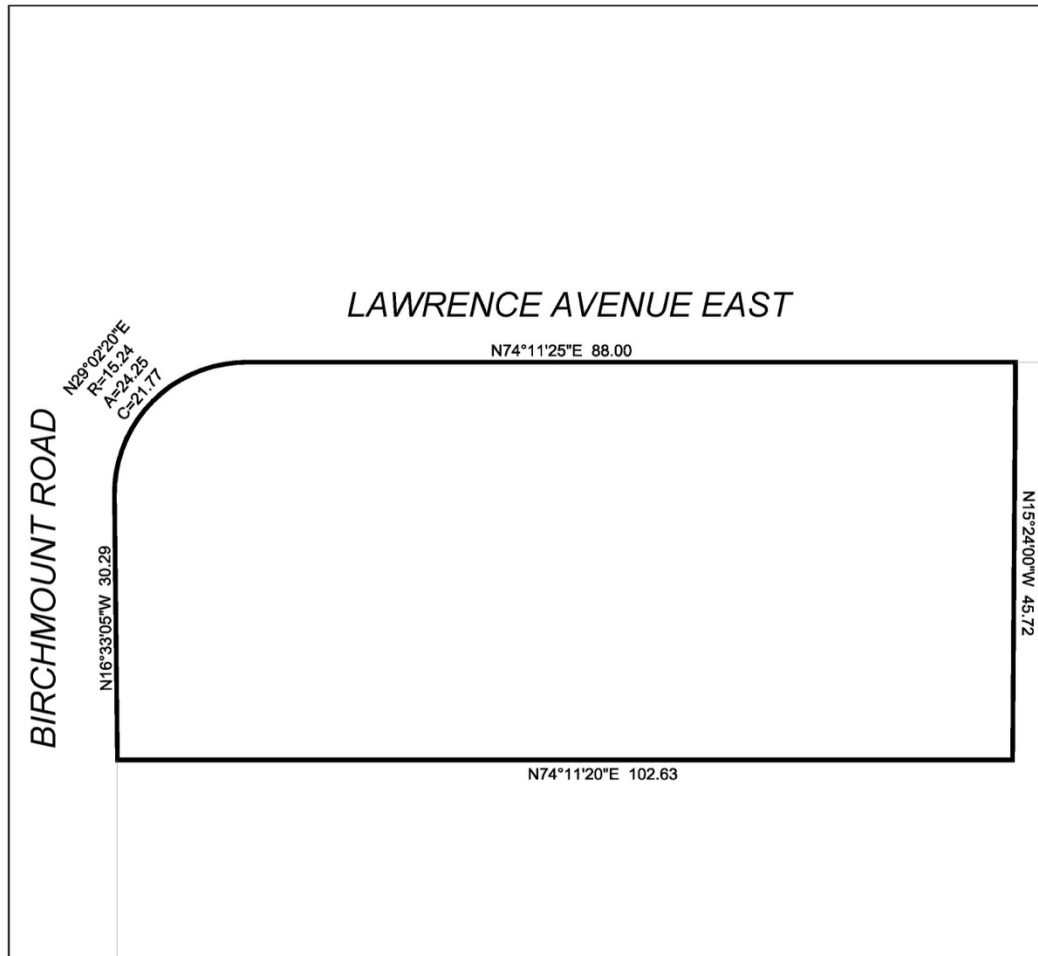 LAWRENCE AVENUE EAST
N74°11'25"E 88.00
N29°02'20"E
R=15.24
A=24.25
C=21.77
BIRCHMOUNT ROAD
N16°33'05"W 30.29
N15°24'00"W 45.72
N74°11'20"E 102.63